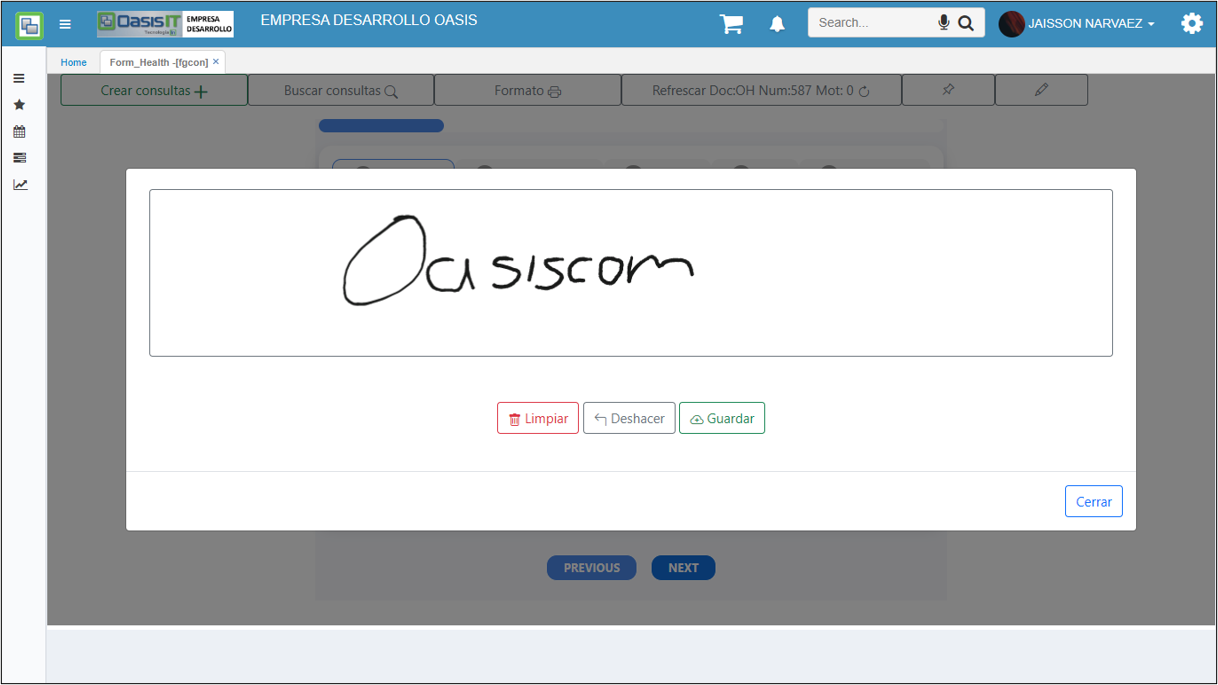 OasisIT EMPRESA DESARROLLO
Tecnología
EMPRESA DESARROLLO OASIS
Search...
JAISSON NARVAEZ
Home
Form_Health -[fgcon] ×
Crear consultas
Buscar consultas
Formato
Refrescar Doc:OH Num:587 Mot: 0
Oasiscom
Limpiar
Deshacer
Guardar
Cerrar
PREVIOUS
NEXT